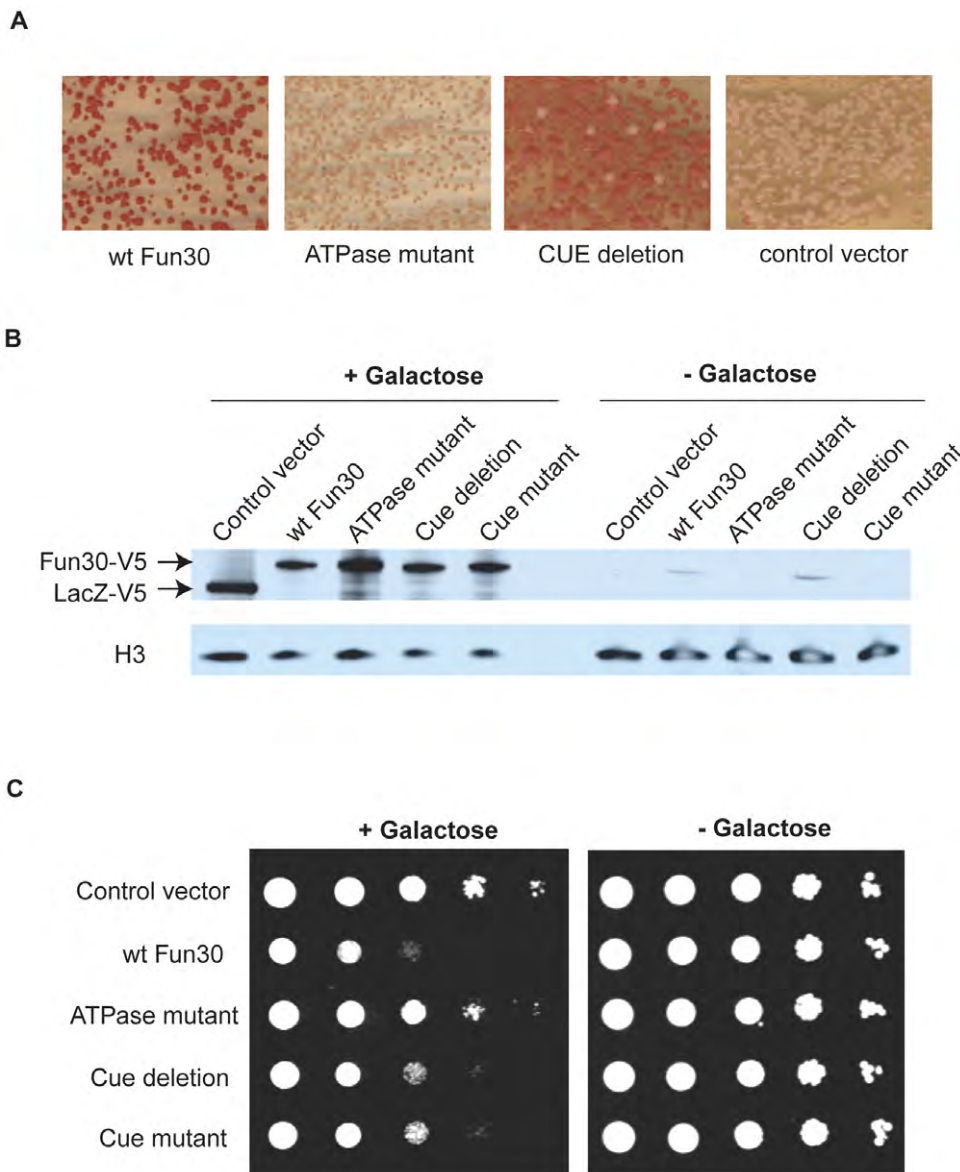 A
wt Fun30
ATPase mutant
CUE deletion
control vector
B
+ Galactose
- Galactose
Control vector
wt Fun30
ATPase mutant
Cue deletion
Cue mutant
Control vector
wt Fun30
ATPase mutant
Cue deletion
Cue mutant
Fun30-V5
LacZ-V5
H3
C
+ Galactose
- Galactose
Control vector
wt Fun30
ATPase mutant
Cue deletion
Cue mutant